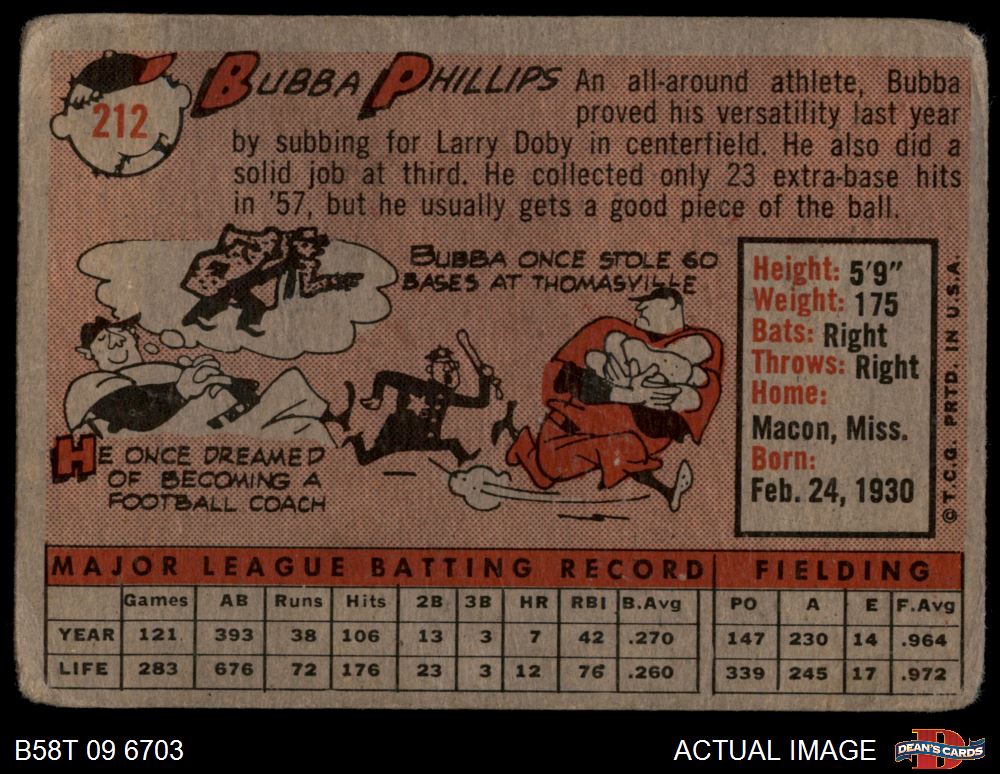 212
BUBBA PHILLIPS An all-around athlete, Bubba
proved his versatility last year
by subbing for Larry Doby in centerfield. He also did a
solid job at third. He collected only 23 extra-base hits
in '57, but he usually gets a good piece of the ball.
BUBBA ONCE STOLE 60
BASES AT THOMASVILLE
HE ONCE DREAMED
OF BECOMING A
FOOTBALL COACH
Height: 5'9"
Weight: 175
Bats: Right
Throws: Right
Home:
Macon, Miss.
Born:
Feb. 24, 1930
© T.C.G. PRTD. IN U.S.A.
MAJOR LEAGUE BATTING RECORD FIELDING
Games AB Runs Hits 2B 3B HR RBI B.Avg PO A E F.Avg
YEAR 121 393 38 106 13 3 7 42 .270 147 230 14 .964
LIFE 283 676 72 176 23 3 12 76 .260 339 245 17 .972
B58T 09 6703 ACTUAL IMAGE DEAN'S CARDS